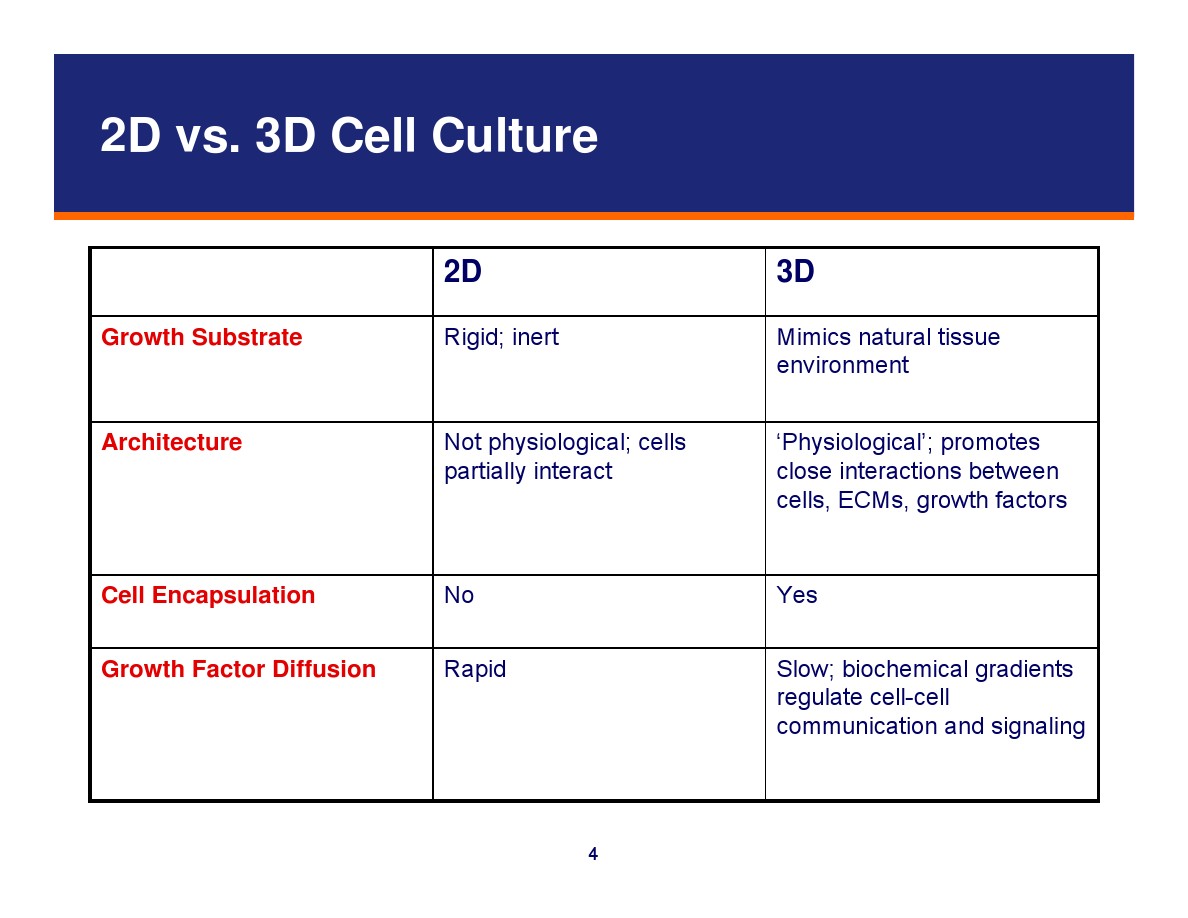 2D vs. 3D Cell Culture
2D
3D
Growth Substrate
Rigid; inert
Mimics natural tissue
environment
Architecture
Not physiological; cells
partially interact
‘Physiological’; promotes
close interactions between
cells, ECMs, growth factors
Cell Encapsulation
No
Yes
Growth Factor Diffusion
Rapid
Slow; biochemical gradients
regulate cell-cell
communication and signaling
4